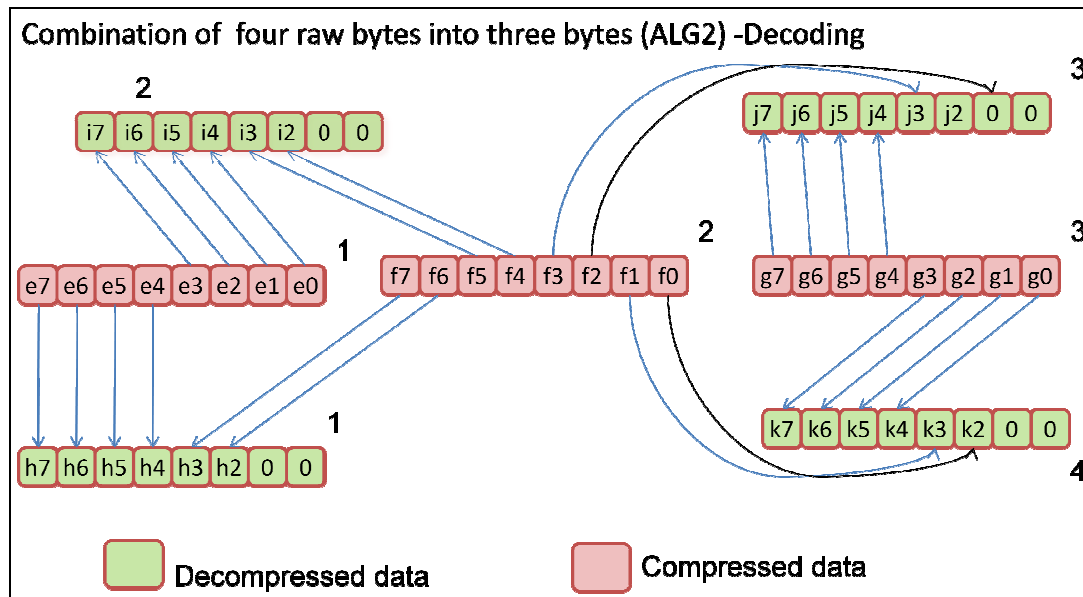 Combination of four raw bytes into three bytes (ALG2) -Decoding
2
i7 i6 i5 i4 i3 i2 0 0
3
j7 j6 j5 j4 j3 j2 0 0
1
e7 e6 e5 e4 e3 e2 e1 e0
2
f7 f6 f5 f4 f3 f2 f1 f0
3
g7 g6 g5 g4 g3 g2 g1 g0
1
h7 h6 h5 h4 h3 h2 0 0
k7 k6 k5 k4 k3 k2 0 0
4
Decompressed data
Compressed data